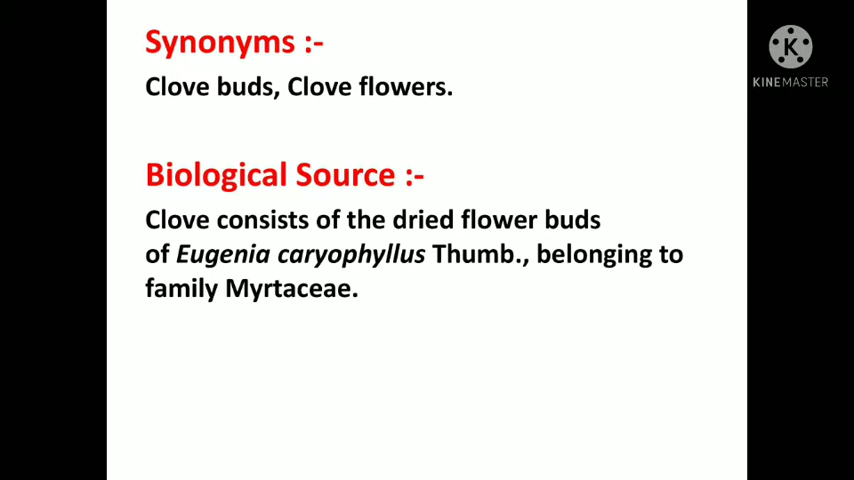 Synonyms :-
Clove buds, Clove flowers.
Biological Source :-
Clove consists of the dried flower buds
of Eugenia caryophyllus Thumb., belonging to
family Myrtaceae.
K
KINEMASTER